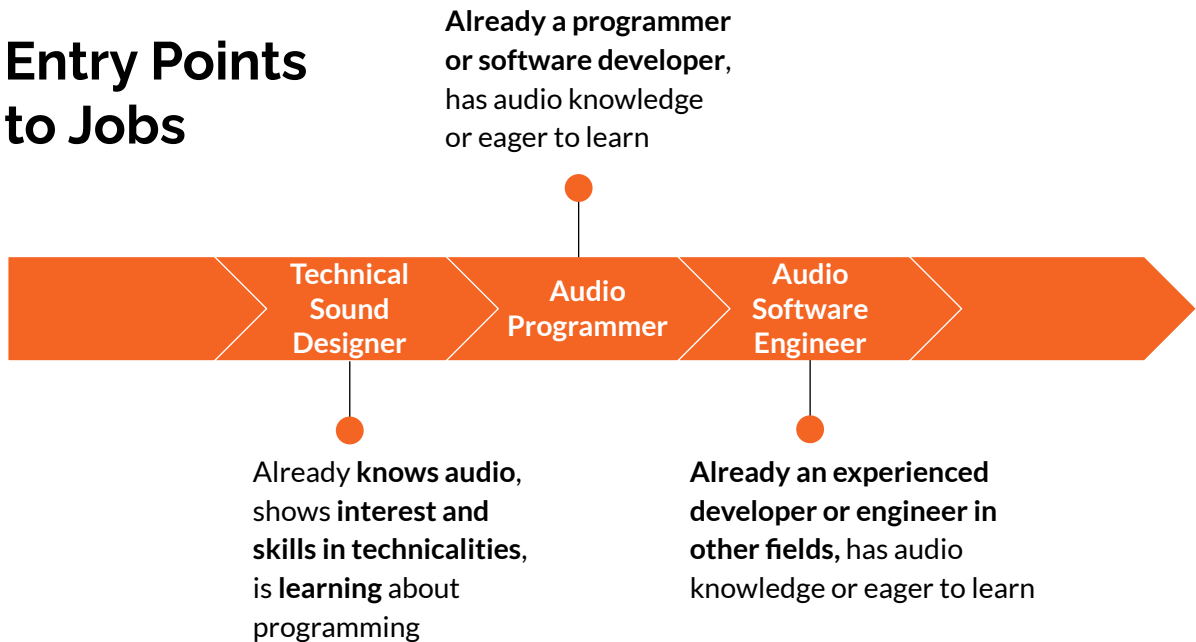 Entry Points
to Jobs
Already a programmer
or software developer,
has audio knowledge
or eager to learn
Technical
Sound
Designer
Audio
Programmer
Audio
Software
Engineer
Already knows audio,
shows interest and
skills in technicalities,
is learning about
programming
Already an experienced
developer or engineer in
other fields, has audio
knowledge or eager to learn